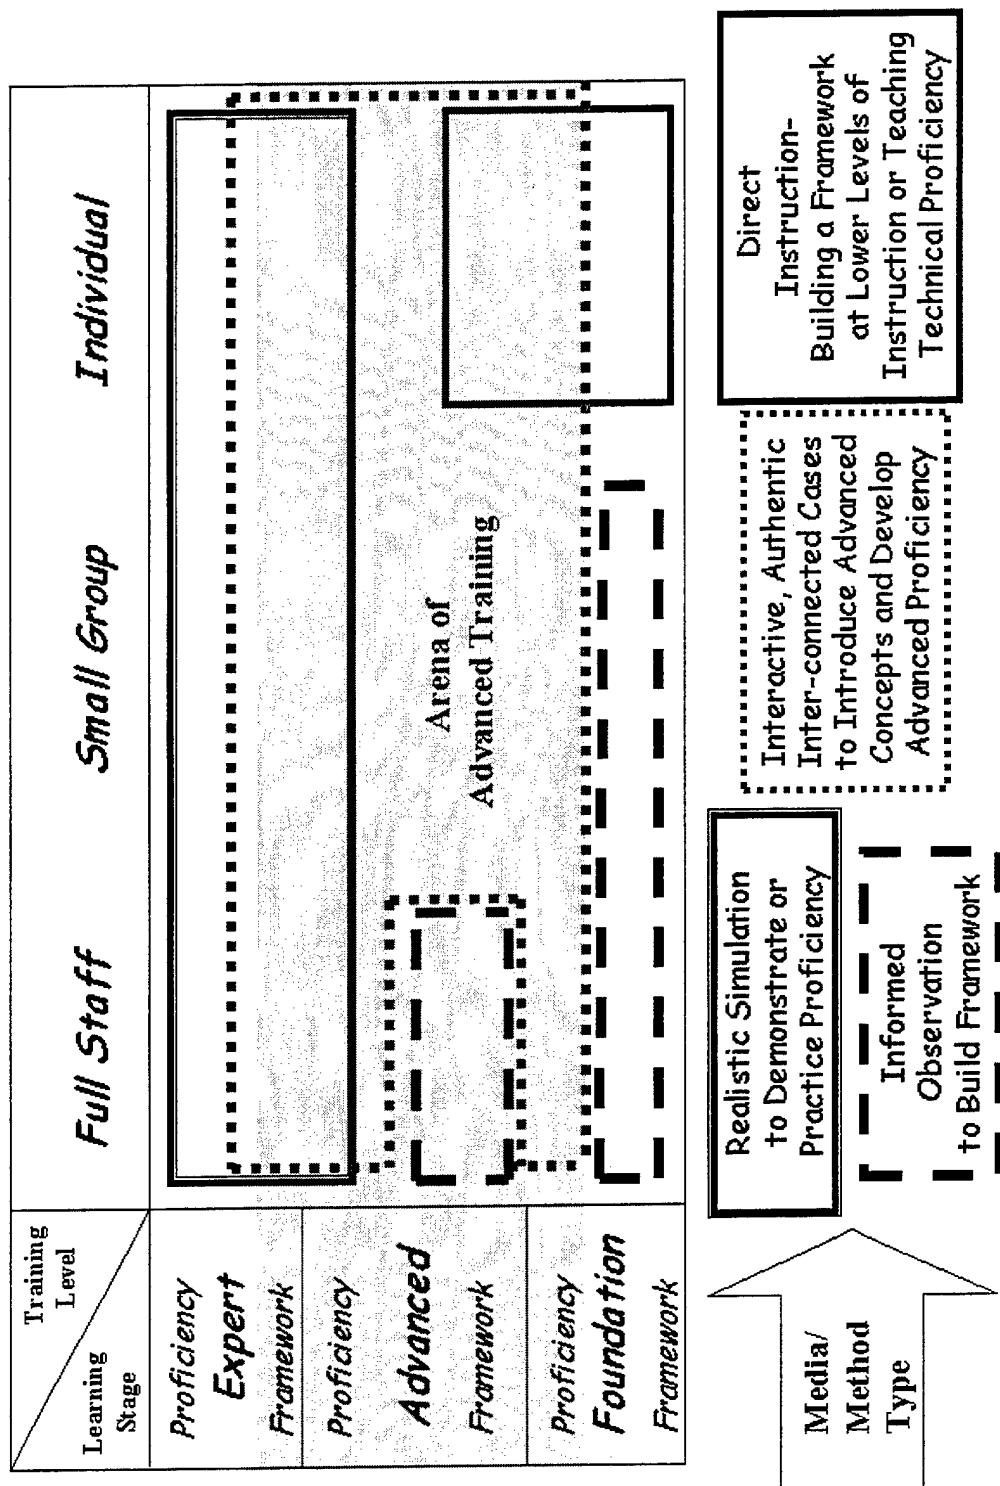 Training
Level
Learning
Stage
Full Staff
Small Group
Individual
Proficiency
Expert
Framework
Proficiency
Advanced
Framework
Proficiency
Foundation
Framework
Arena of
Advanced Training
Media/
Method
Type
Realistic Simulation
to Demonstrate or
Practice Proficiency
Informed
Observation
to Build Framework
Interactive, Authentic
Inter-connected Cases
to Introduce Advanced
Concepts and Develop
Advanced Proficiency
Direct
Instruction-
Building a Framework
at Lower Levels of
Instruction or Teaching
Technical Proficiency